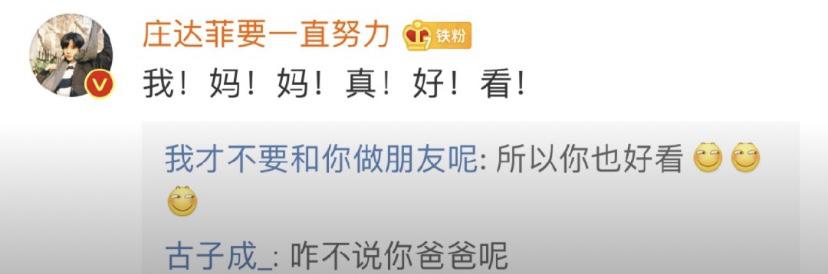 庄达菲要一直努力 铁粉
我！妈！妈！真！好！看！
我才不要和你做朋友呢: 所以你也好看
古子成_: 咋不说你爸爸呢